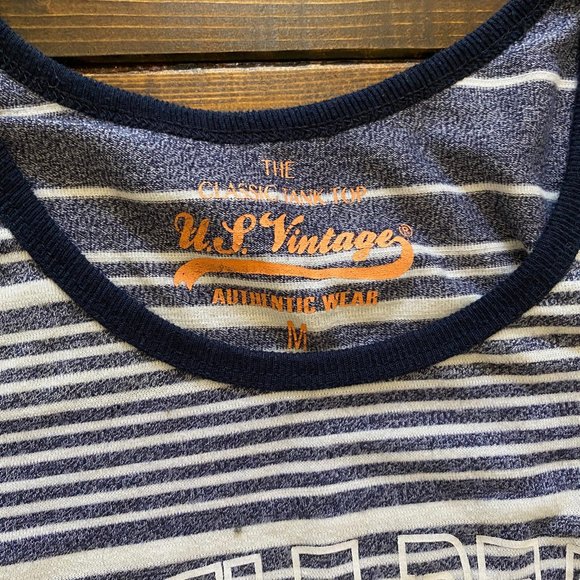 THE
CLASSIC TANK TOP
U.S. Vintage®
AUTHENTIC WEAR
M